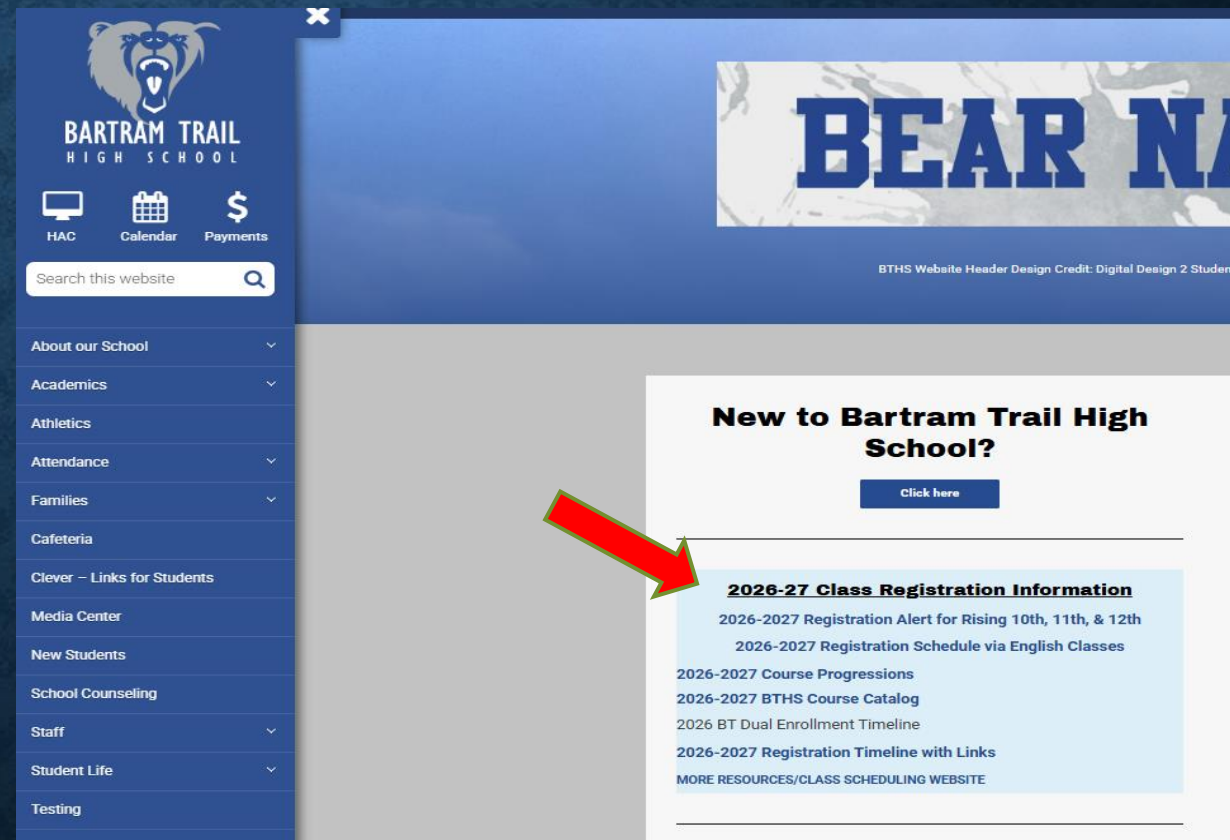 BARTRAM TRAIL
HIGH SCHOOL
HAC
Calendar
Payments
Search this website
About our School
Academics
Athletics
Attendance
Families
Cafeteria
Clever – Links for Students
Media Center
New Students
School Counseling
Staff
Student Life
Testing
BEAR NA
BTHS Website Header Design Credit: Digital Design 2 Studen
New to Bartram Trail High
School?
Click here
2026-27 Class Registration Information
2026-2027 Registration Alert for Rising 10th, 11th, & 12th
2026-2027 Registration Schedule via English Classes
2026-2027 Course Progressions
2026-2027 BTHS Course Catalog
2026 BT Dual Enrollment Timeline
2026-2027 Registration Timeline with Links
MORE RESOURCES/CLASS SCHEDULING WEBSITE